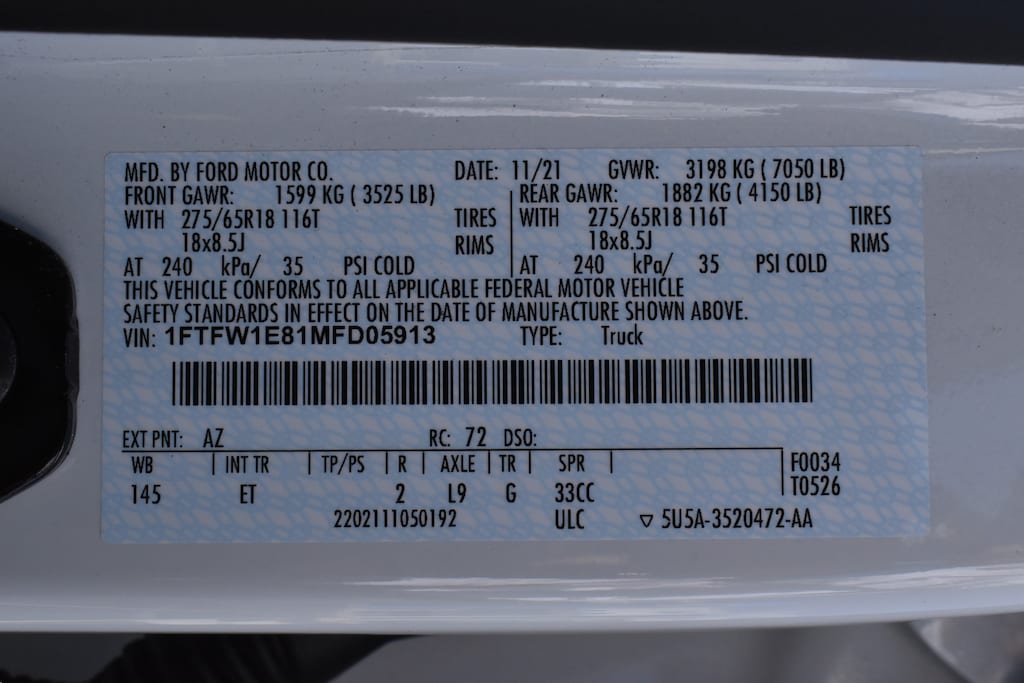 MFD. BY FORD MOTOR CO. DATE: 11/21 GVWR: 3198 KG ( 7050 LB)
FRONT GAWR: 1599 KG ( 3525 LB) REAR GAWR: 1882 KG ( 4150 LB)
WITH 275/65R18 116T TIRES WITH 275/65R18 116T TIRES
18x8.5J RIMS 18x8.5J RIMS
AT 240 kPa/ 35 PSI COLD AT 240 kPa/ 35 PSI COLD
THIS VEHICLE CONFORMS TO ALL APPLICABLE FEDERAL MOTOR VEHICLE
SAFETY STANDARDS IN EFFECT ON THE DATE OF MANUFACTURE SHOWN ABOVE.
VIN: 1FTFW1E81MFD05913 TYPE: Truck
EXT PNT: AZ RC: 72 DSO:
WB INT TR TP/PS R AXLE TR SPR F0034
145 ET 2 L9 G 33CC T0526
2202111050192 ULC ▽ 5U5A-3520472-AA